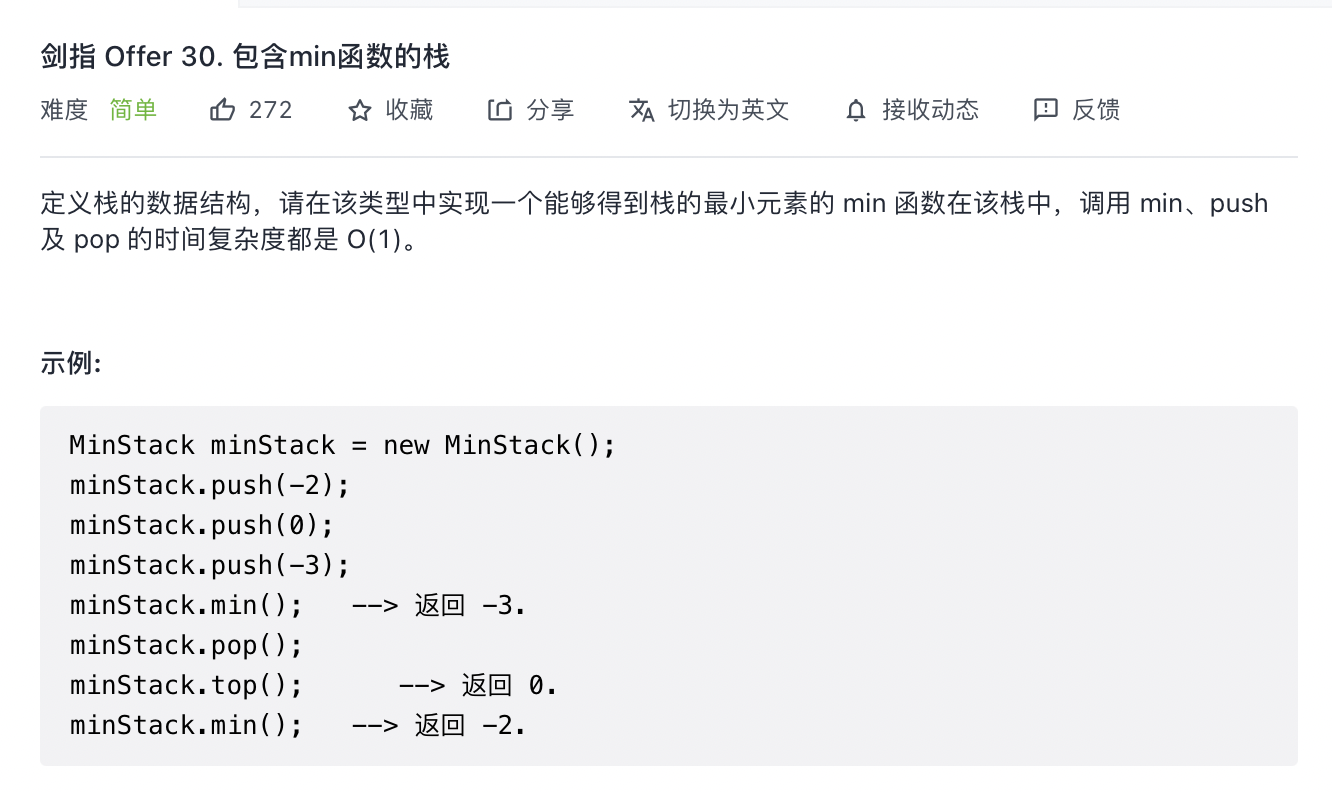 剑指 Offer 30. 包含min函数的栈
难度 简单 272 收藏 分享 切换为英文 接收动态 反馈
定义栈的数据结构，请在该类型中实现一个能够得到栈的最小元素的 min 函数在该栈中，调用 min、push
及 pop 的时间复杂度都是 O(1)。
示例:
MinStack minStack = new MinStack();
minStack.push(-2);
minStack.push(0);
minStack.push(-3);
minStack.min();   --> 返回 -3.
minStack.pop();
minStack.top();      --> 返回 0.
minStack.min();   --> 返回 -2.